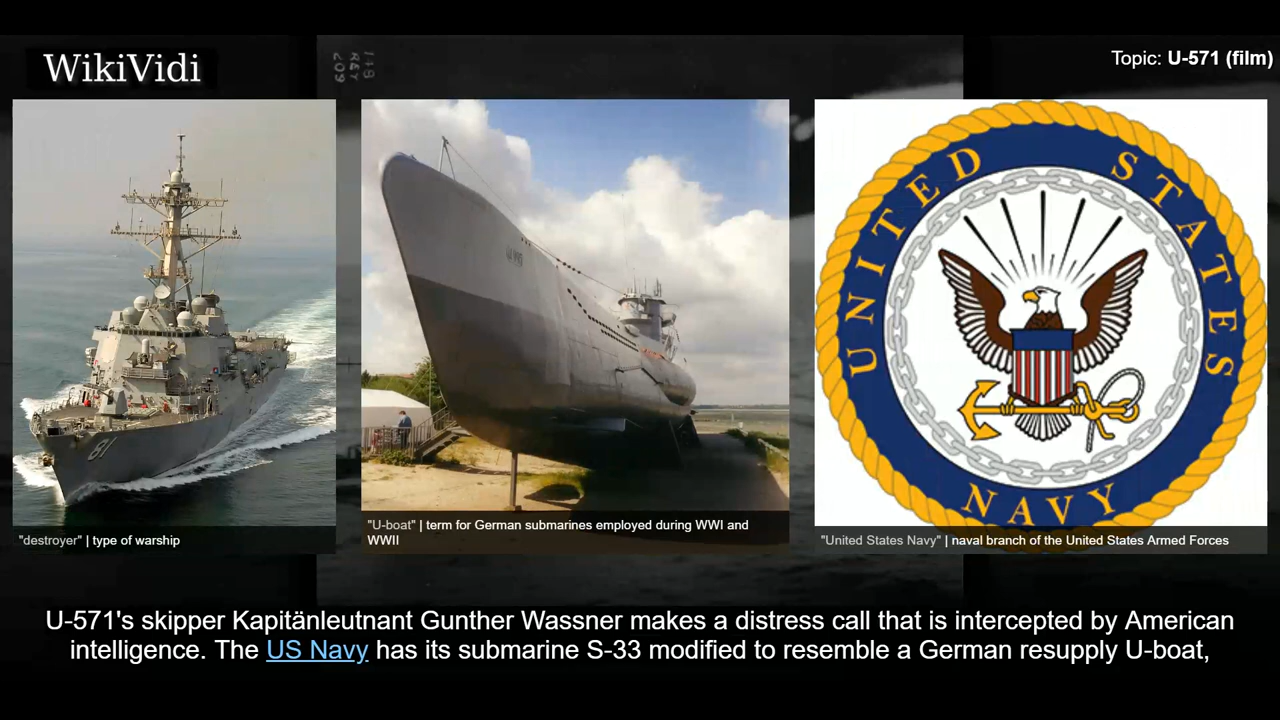 WikiVidi
Topic: U-571 (film)
118
R&Y
209
81
UNITED STATES
NAVY
"destroyer" | type of warship
"U-boat" | term for German submarines employed during WWI and
WWII
"United States Navy" | naval branch of the United States Armed Forces
U-571's skipper Kapitänleutnant Gunther Wassner makes a distress call that is intercepted by American
intelligence. The US Navy has its submarine S-33 modified to resemble a German resupply U-boat,